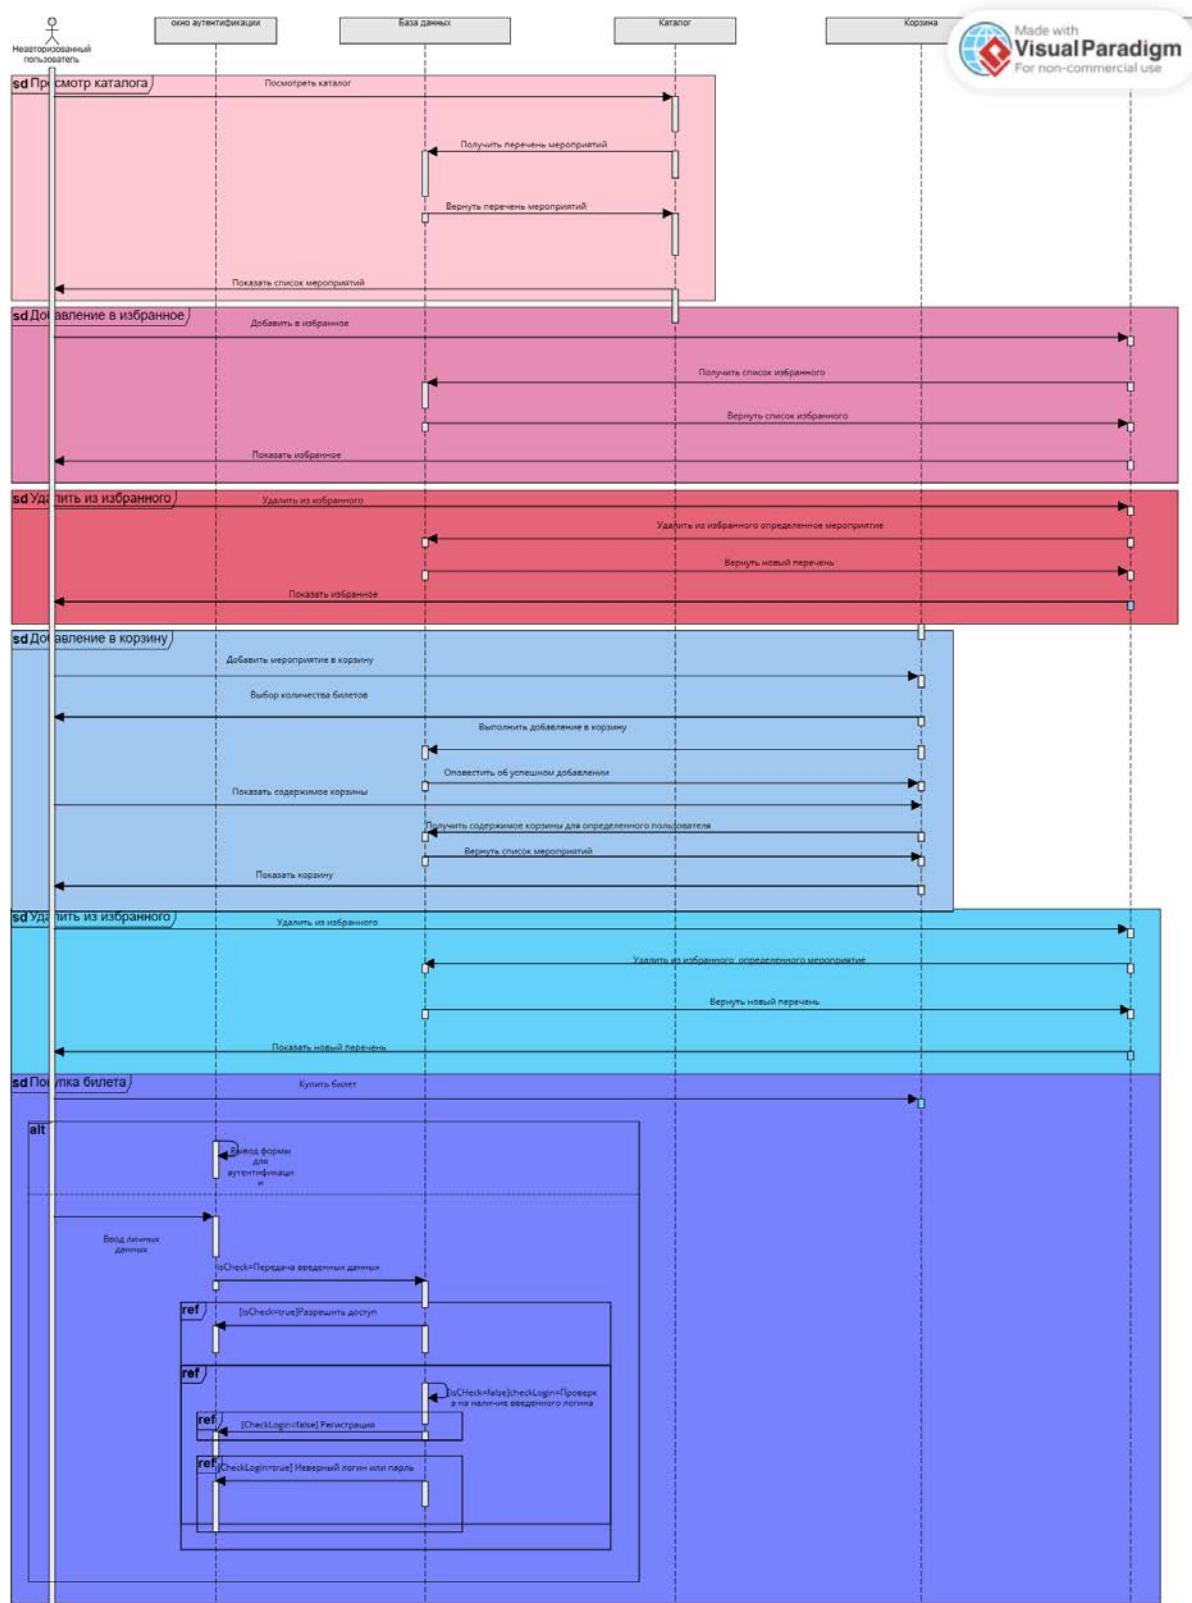 Неавторизованный
пользователь
окно аутентификации
База данных
Каталог
Корзина
Made with
Visual Paradigm
For non-commercial use
sd Просмотр каталога
Посмотреть каталог
Получить перечень мероприятий
Вернуть перечень мероприятий
Показать список мероприятий
sd Добавление в избранное
Добавить в избранное
Получить список избранного
Вернуть список избранного
Показать избранное
sd Удалить из избранного
Удалить из избранного
Удалить из избранного определенное мероприятие
Вернуть новый перечень
Показать избранное
sd Добавление в корзину
Добавить мероприятие в корзину
Выбор количества билетов
Выполнить добавление в корзину
Оповестить об успешном добавлении
Показать содержимое корзины
Получить содержимое корзины для определенного пользователя
Вернуть список мероприятий
Показать корзину
sd Удалить из избранного
Удалить из избранного
Удалить из избранного определенного мероприятие
Вернуть новый перечень
Показать новый перечень
sd Покупка билета
Купить билет
alt
Вывод формы
для
аутентификаци
и
Ввод личных
данных
isCheck=Передача введенных данных
ref
[isCheck=true]Разрешить доступ
ref
[isCHeck=false]checkLogin=Проверк
а на наличие введенного логина
ref
[CheckLogin=false] Регистрация
ref
[CheckLogin=true] Неверный логин или парль